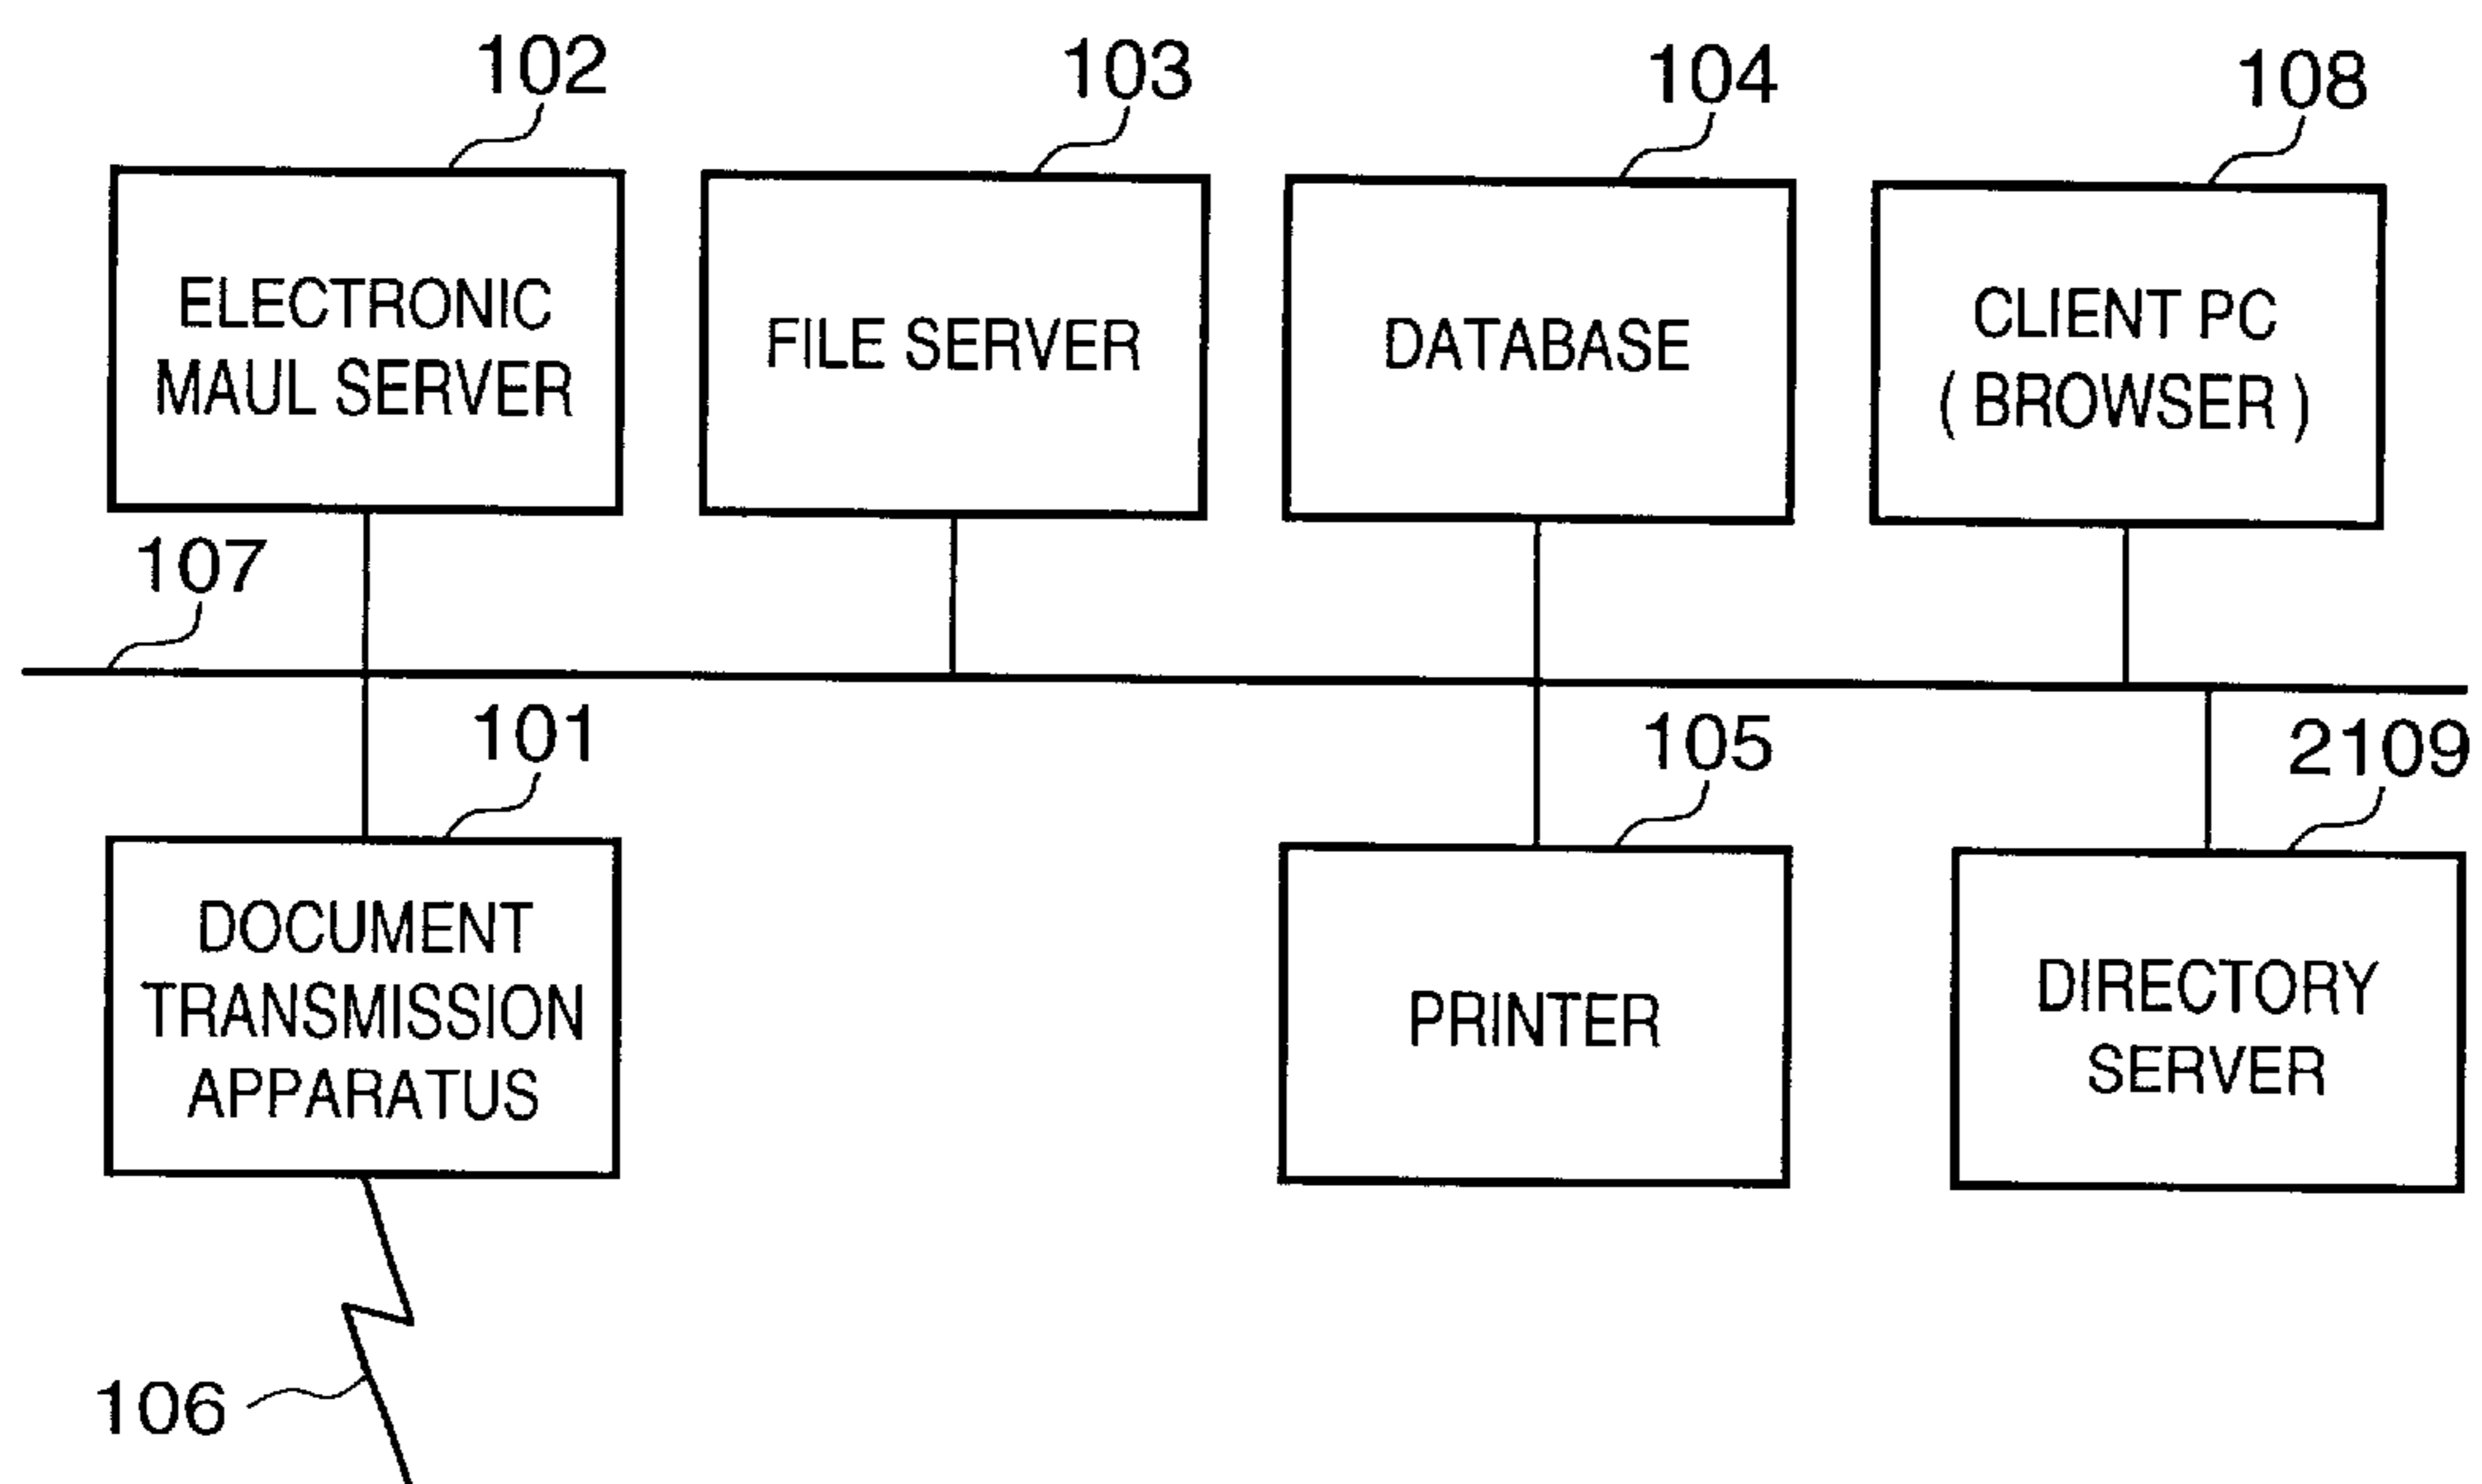 102
103
104
108
ELECTRONIC
MAUL SERVER
FILE SERVER
DATABASE
CLIENT PC
( BROWSER )
107
101
105
2109
DOCUMENT
TRANSMISSION
APPARATUS
PRINTER
DIRECTORY
SERVER
106